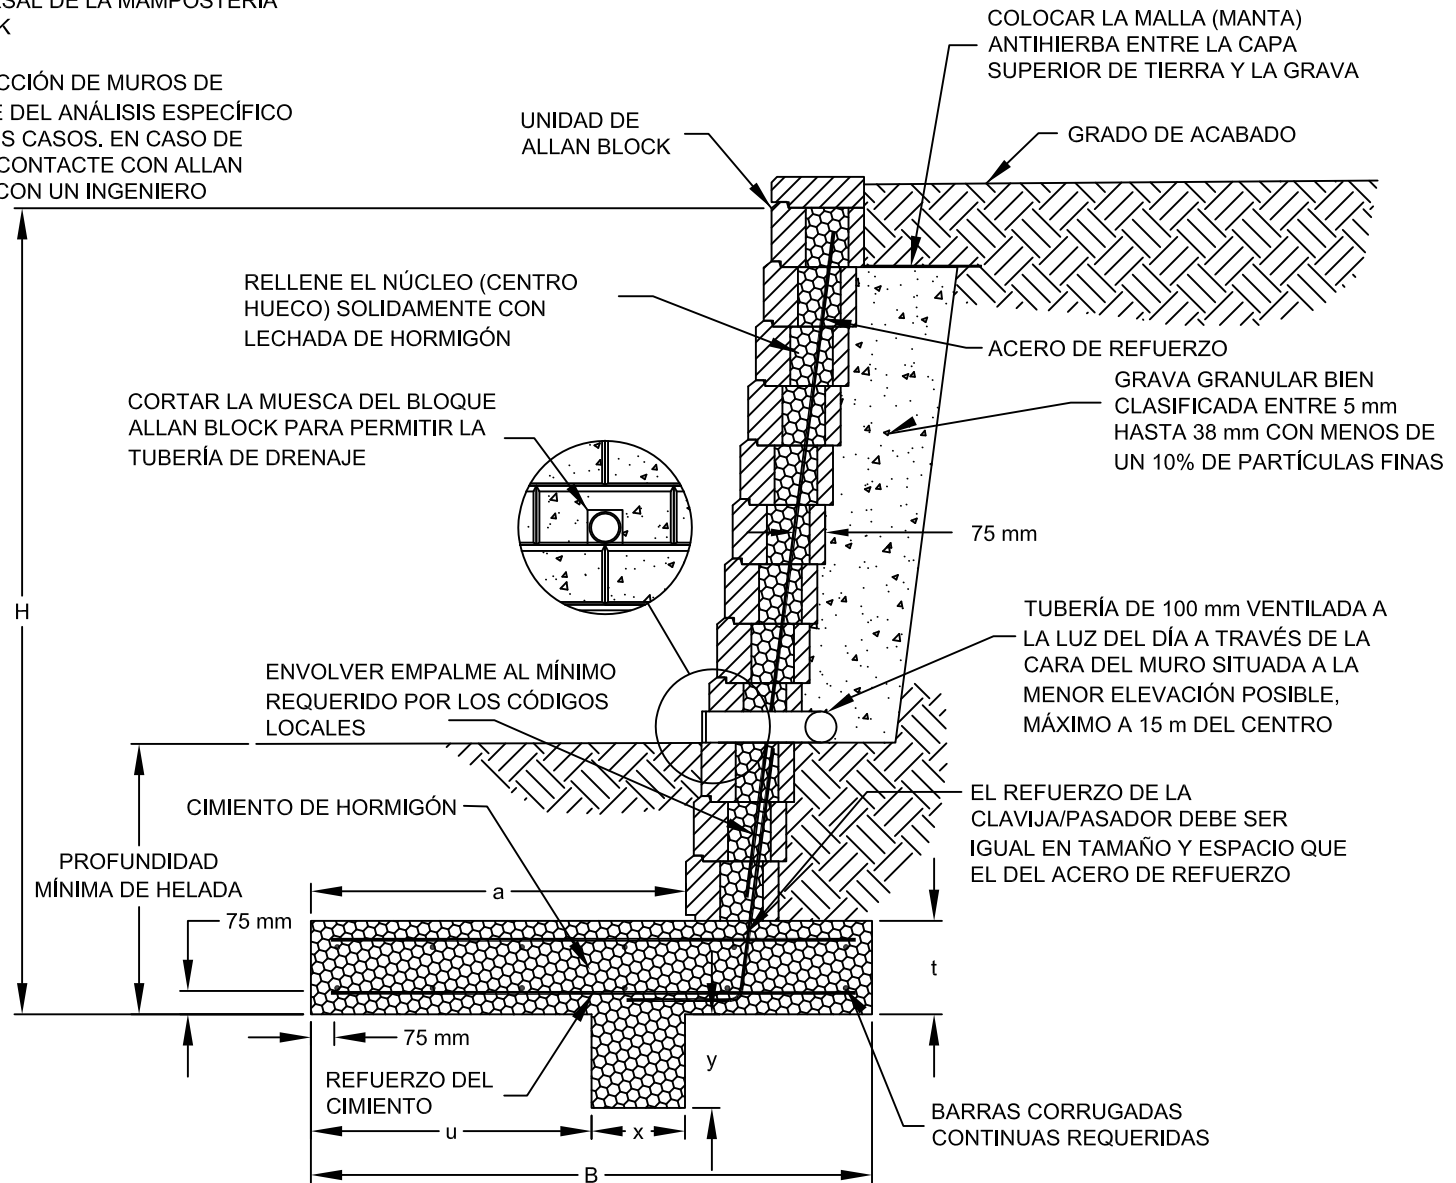 DE LA MAMPOSTERÍA
DE MUROS DE
DEL ANÁLISIS ESPECÍFICO
CASOS. EN CASO DE
CONTACTE CON ALLAN
CON UN INGENIERO
COLOCAR LA MALLA (MANTA)
ANTIHIERBA ENTRE LA CAPA
SUPERIOR DE TIERRA Y LA GRAVA
UNIDAD DE
ALLAN BLOCK
GRADO DE ACABADO
RELLENE EL NÚCLEO (CENTRO
HUECO) SOLIDAMENTE CON
LECHADA DE HORMIGÓN
ACERO DE REFUERZO
GRAVA GRANULAR BIEN
CLASIFICADA ENTRE 5 mm
HASTA 38 mm CON MENOS DE
UN 10% DE PARTÍCULAS FINAS
CORTAR LA MUESCA DEL BLOQUE
ALLAN BLOCK PARA PERMITIR LA
TUBERÍA DE DRENAJE
75 mm
H
TUBERÍA DE 100 mm VENTILADA A
LA LUZ DEL DÍA A TRAVÉS DE LA
CARA DEL MURO SITUADA A LA
MENOR ELEVACIÓN POSIBLE,
MÁXIMO A 15 m DEL CENTRO
ENVOLVER EMPALME AL MÍNIMO
REQUERIDO POR LOS CÓDIGOS
LOCALES
CIMIENTO DE HORMIGÓN
EL REFUERZO DE LA
CLAVIJA/PASADOR DEBE SER
IGUAL EN TAMAÑO Y ESPACIO QUE
EL DEL ACERO DE REFUERZO
PROFUNDIDAD
MÍNIMA DE HELADA
a
75 mm
t
75 mm
y
REFUERZO DEL
CIMIENTO
BARRAS CORRUGADAS
CONTINUAS REQUERIDAS
u
x
B